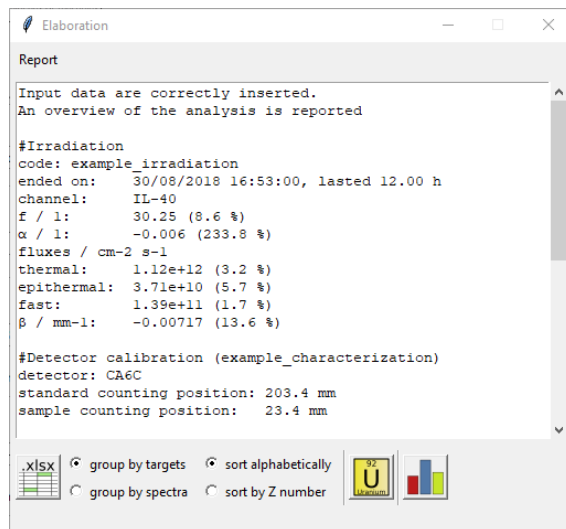 Elaboration
Report
Input data are correctly inserted.
An overview of the analysis is reported
#Irradiation
code: example_irradiation
ended on: 30/08/2018 16:53:00, lasted 12.00 h
channel: IL-40
f / 1: 30.25 (8.6 %)
α / 1: -0.006 (233.8 %)
fluxes / cm-2 s-1
thermal: 1.12e+12 (3.2 %)
epithermal: 3.71e+10 (5.7 %)
fast: 1.39e+11 (1.7 %)
β / mm-1: -0.00717 (13.6 %)
#Detector calibration (example_characterization)
detector: CA6C
standard counting position: 203.4 mm
sample counting position: 23.4 mm
.xlsx group by targets sort alphabetically 92 U Uranium
group by spectra sort by Z number